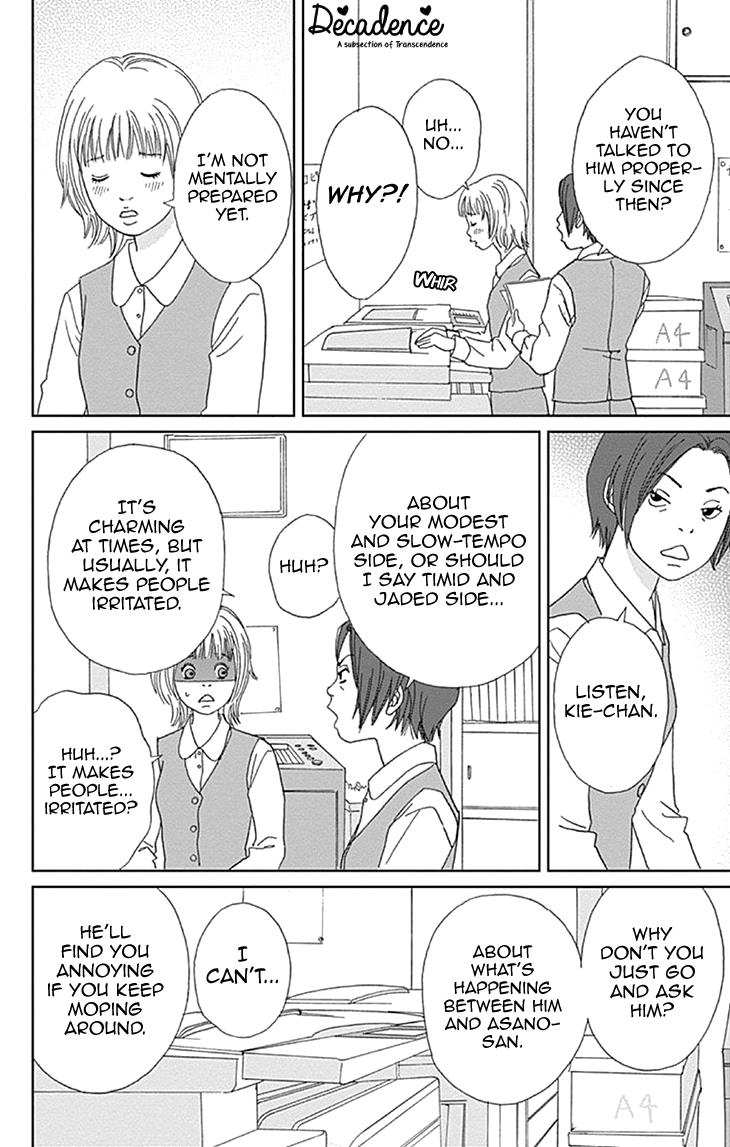 Decadence
A subsection of Transcendence
YOU
HAVEN'T
TALKED TO
HIM PROPER-
LY SINCE
THEN?
UH...
NO...
WHY?!
WHIR
A4
A4
I'M NOT
MENTALLY
PREPARED
YET.
LISTEN,
KIE-CHAN.
ABOUT
YOUR MODEST
AND SLOW-TEMPO
SIDE, OR SHOULD
I SAY TIMID AND
JADED SIDE...
HUH?
IT'S
CHARMING
AT TIMES, BUT
USUALLY, IT
MAKES PEOPLE
IRRITATED.
HUH...?
IT MAKES
PEOPLE...
IRRITATED?
WHY
DON'T YOU
JUST GO
AND ASK
HIM?
ABOUT
WHAT'S
HAPPENING
BETWEEN HIM
AND ASANO-
SAN.
I
CAN'T...
HE'LL
FIND YOU
ANNOYING
IF YOU KEEP
MOPING
AROUND.
A4